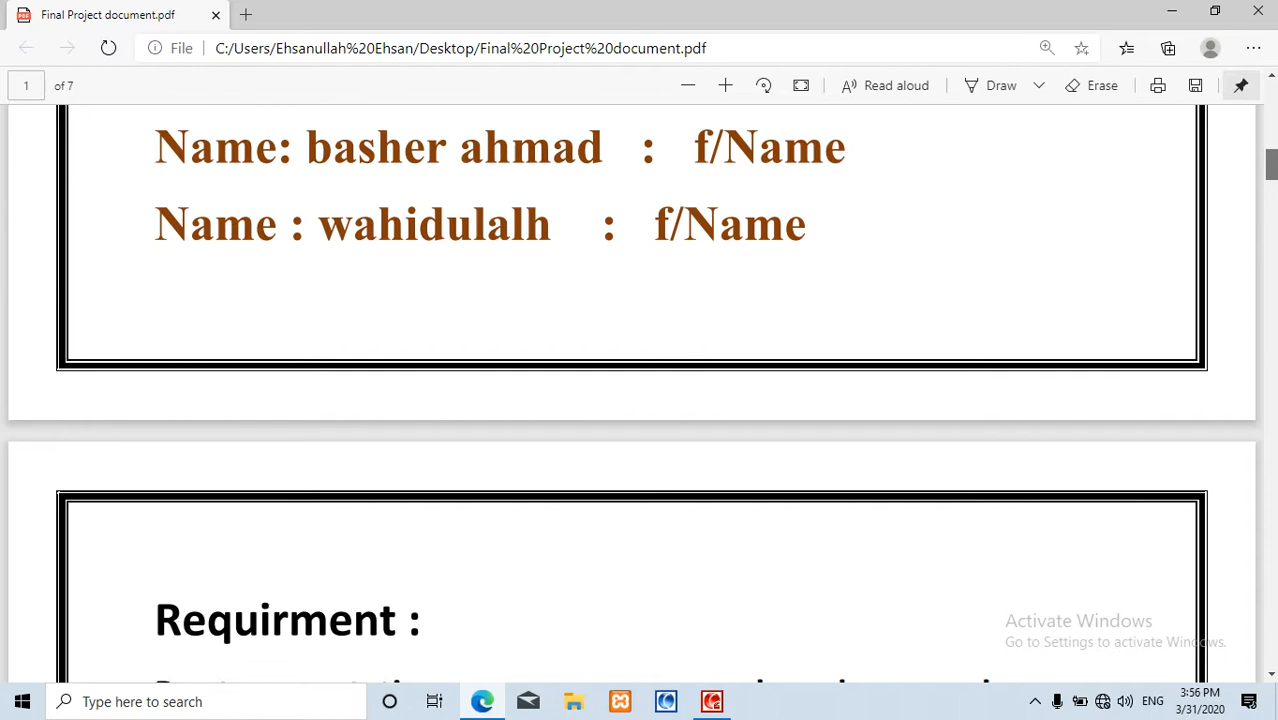 Final Project document.pdf
File C:/Users/Ehsanullah%20Ehsan/Desktop/Final%20Project%20document.pdf
1 of 7 Read aloud Draw Erase
Name: basher ahmad : f/Name
Name : wahidulalh : f/Name
Requirment :
Activate Windows
Go to Settings to activate Windows.
Type here to search
ENG
3:56 PM
3/31/2020